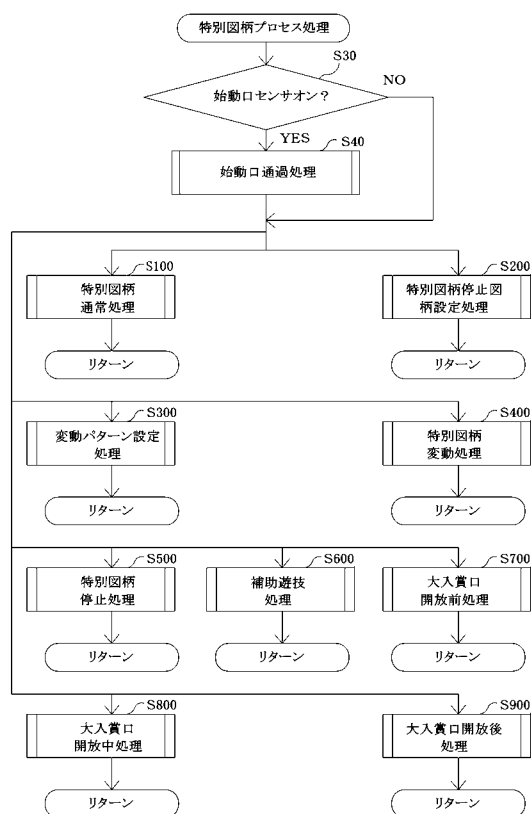 特別図柄プロセス処理
S30
始動口センサオン？
NO
YES
S40
始動口通過処理
S100
特別図柄
通常処理
リターン
S200
特別図柄停止図
柄設定処理
リターン
S300
変動パターン設定
処理
リターン
S400
特別図柄
変動処理
リターン
S500
特別図柄
停止処理
リターン
S600
補助遊技
処理
リターン
S700
大入賞口
開放前処理
リターン
S800
大入賞口
開放中処理
リターン
S900
大入賞口開放後
処理
リターン